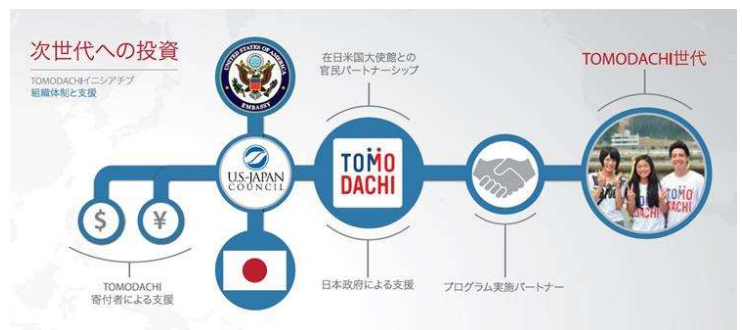 次世代への投資
TOMODACHIイニシアチブ
組織体制と支援
UNITED STATES OF AMERICA
EMBASSY
在日米国大使館との
官民パートナーシップ
TOMODACHI世代
U.S.-JAPAN
COUNCIL
TOMO
DACHI
$
¥
TOMODACHI
寄付者による支援
日本政府による支援
プログラム実施パートナー